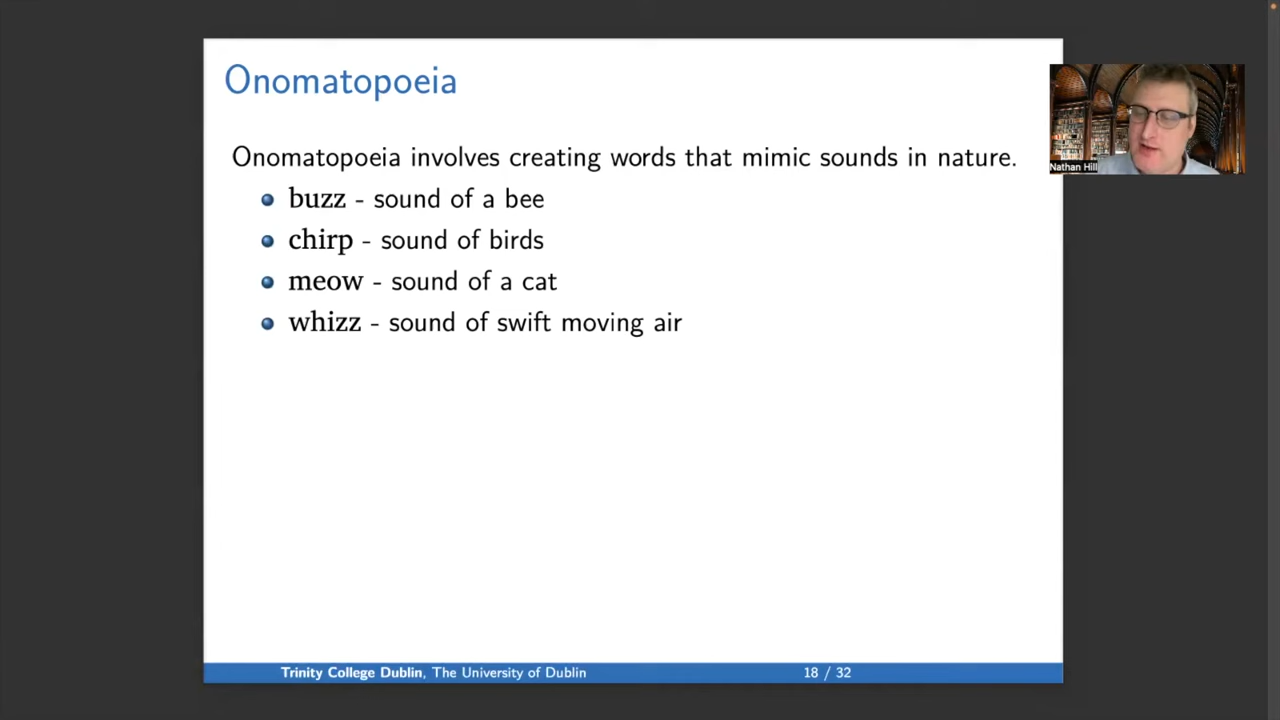 Onomatopoeia
Onomatopoeia involves creating words that mimic sounds in nature.
buzz - sound of a bee
chirp - sound of birds
meow - sound of a cat
whizz - sound of swift moving air
Nathan Hill
Trinity College Dublin, The University of Dublin
18 / 32